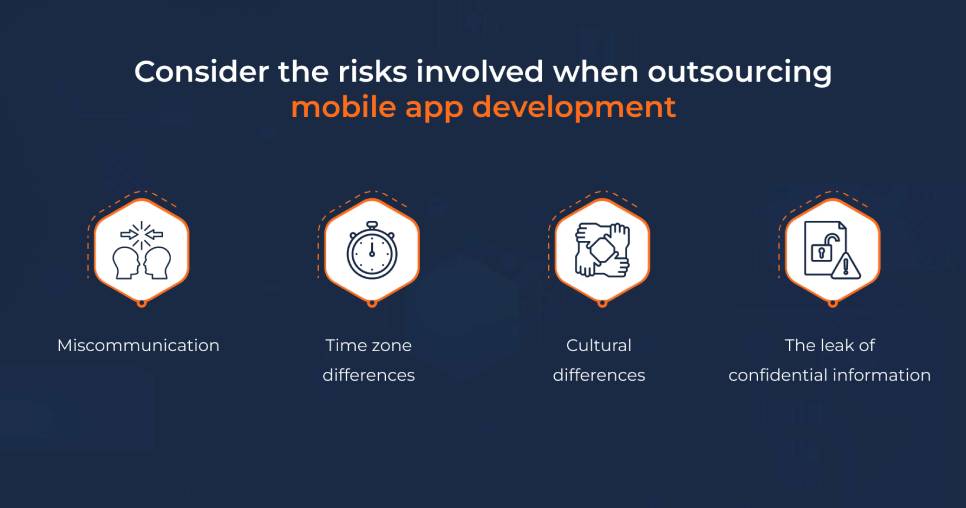 Consider the risks involved when outsourcing
mobile app development
Miscommunication
Time zone
differences
Cultural
differences
The leak of
confidential information